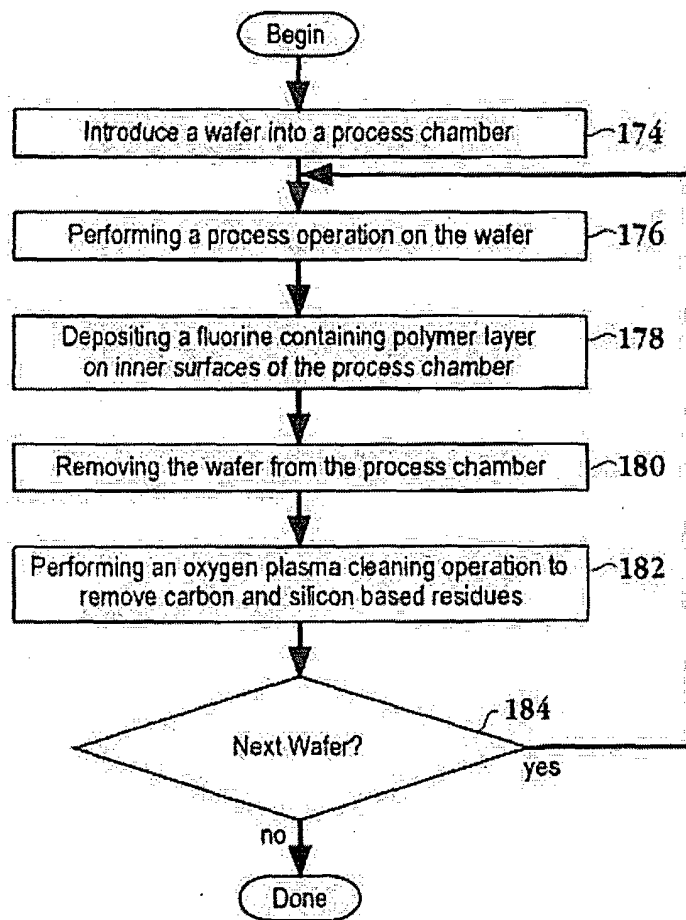 Begin
Introduce a wafer into a process chamber
174
Performing a process operation on the wafer
176
Depositing a fluorine containing polymer layer
on inner surfaces of the process chamber
178
Removing the wafer from the process chamber
180
Performing an oxygen plasma cleaning operation to
remove carbon and silicon based residues
182
184
Next Wafer?
yes
no
Done